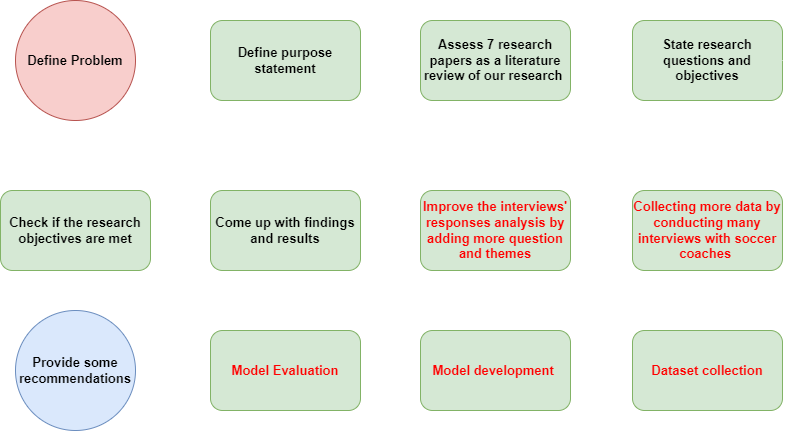 Define Problem
Define purpose
statement
Assess 7 research
papers as a literature
review of our research
State research
questions and
objectives
Check if the research
objectives are met
Come up with findings
and results
Improve the interviews'
responses analysis by
adding more question
and themes
Collecting more data by
conducting many
interviews with soccer
coaches
Provide some
recommendations
Model Evaluation
Model development
Dataset collection